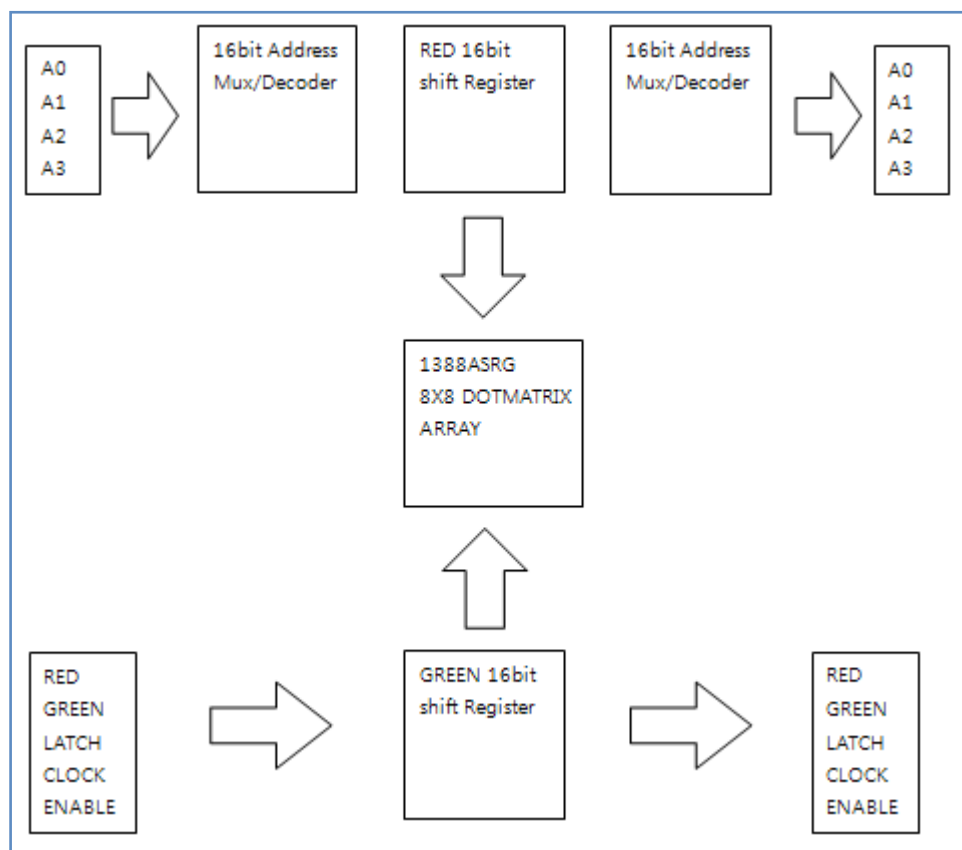 A0
A1
A2
A3
16bit Address
Mux/Decoder
RED 16bit
shift Register
16bit Address
Mux/Decoder
A0
A1
A2
A3
1388ASRG
8X8 DOTMATRIX
ARRAY
RED
GREEN
LATCH
CLOCK
ENABLE
GREEN 16bit
shift Register
RED
GREEN
LATCH
CLOCK
ENABLE